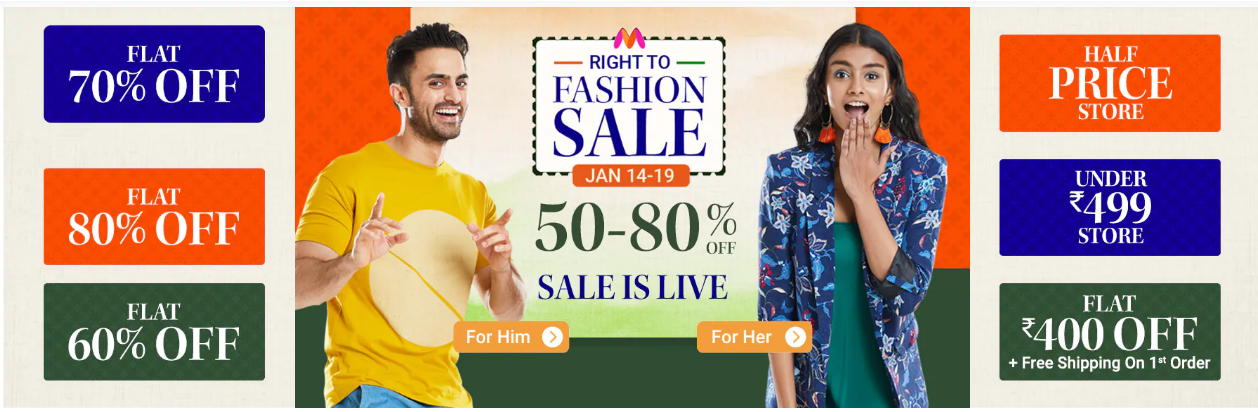 FLAT
70% OFF
FLAT
80% OFF
FLAT
60% OFF
RIGHT TO
FASHION
SALE
JAN 14-19
50-80% OFF
SALE IS LIVE
For Him
For Her
HALF
PRICE
STORE
UNDER
₹499
STORE
FLAT
₹400 OFF
+ Free Shipping On 1st Order